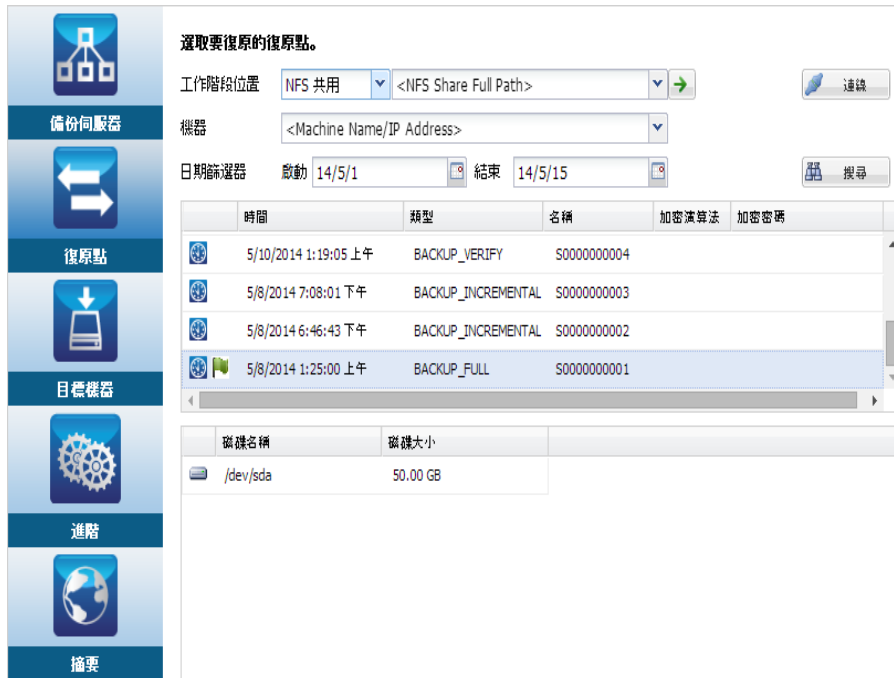 選取要復原的復原點。
工作階段位置 NFS 共用 <NFS Share Full Path> 連線
機器 <Machine Name/IP Address>
日期篩選器 啟動 14/5/1 結束 14/5/15 搜尋
時間 類型 名稱 加密演算法 加密密碼
5/10/2014 1:19:05 上午 BACKUP_VERIFY S0000000004
5/8/2014 7:08:01 下午 BACKUP_INCREMENTAL S0000000003
5/8/2014 6:46:43 下午 BACKUP_INCREMENTAL S0000000002
5/8/2014 1:25:00 上午 BACKUP_FULL S0000000001
磁碟名稱 磁碟大小
/dev/sda 50.00 GB
備份伺服器
復原點
目標機器
進階
摘要